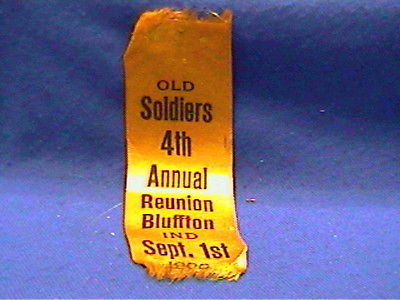 OLD
Soldiers
4th
Annual
Reunion
Bluffton
IND
Sept. 1st